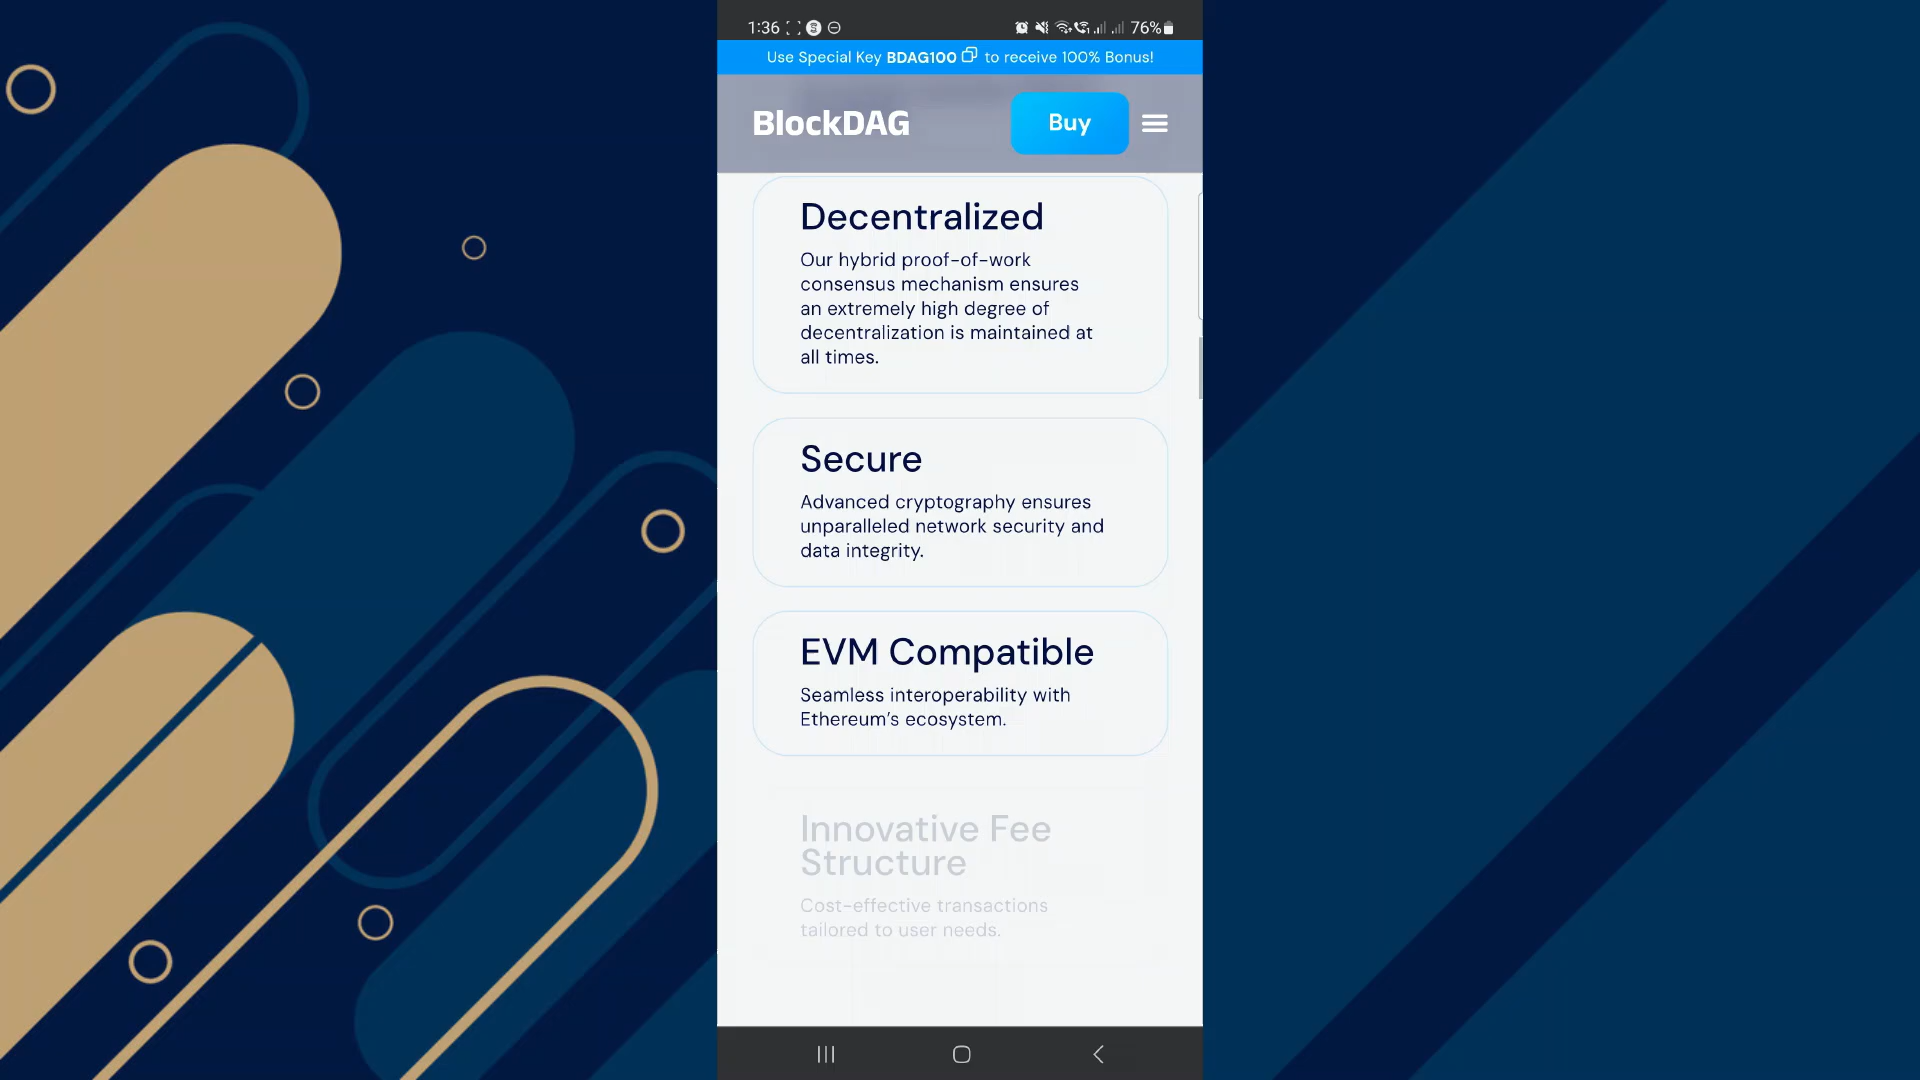 1:36
76%
Use Special Key BDAG100 to receive 100% Bonus!
BlockDAG
Buy
Decentralized
Our hybrid proof-of-work
consensus mechanism ensures
an extremely high degree of
decentralization is maintained at
all times.
Secure
Advanced cryptography ensures
unparalleled network security and
data integrity.
EVM Compatible
Seamless interoperability with
Ethereum's ecosystem.
Innovative Fee
Structure
Cost-effective transactions
tailored to user needs.